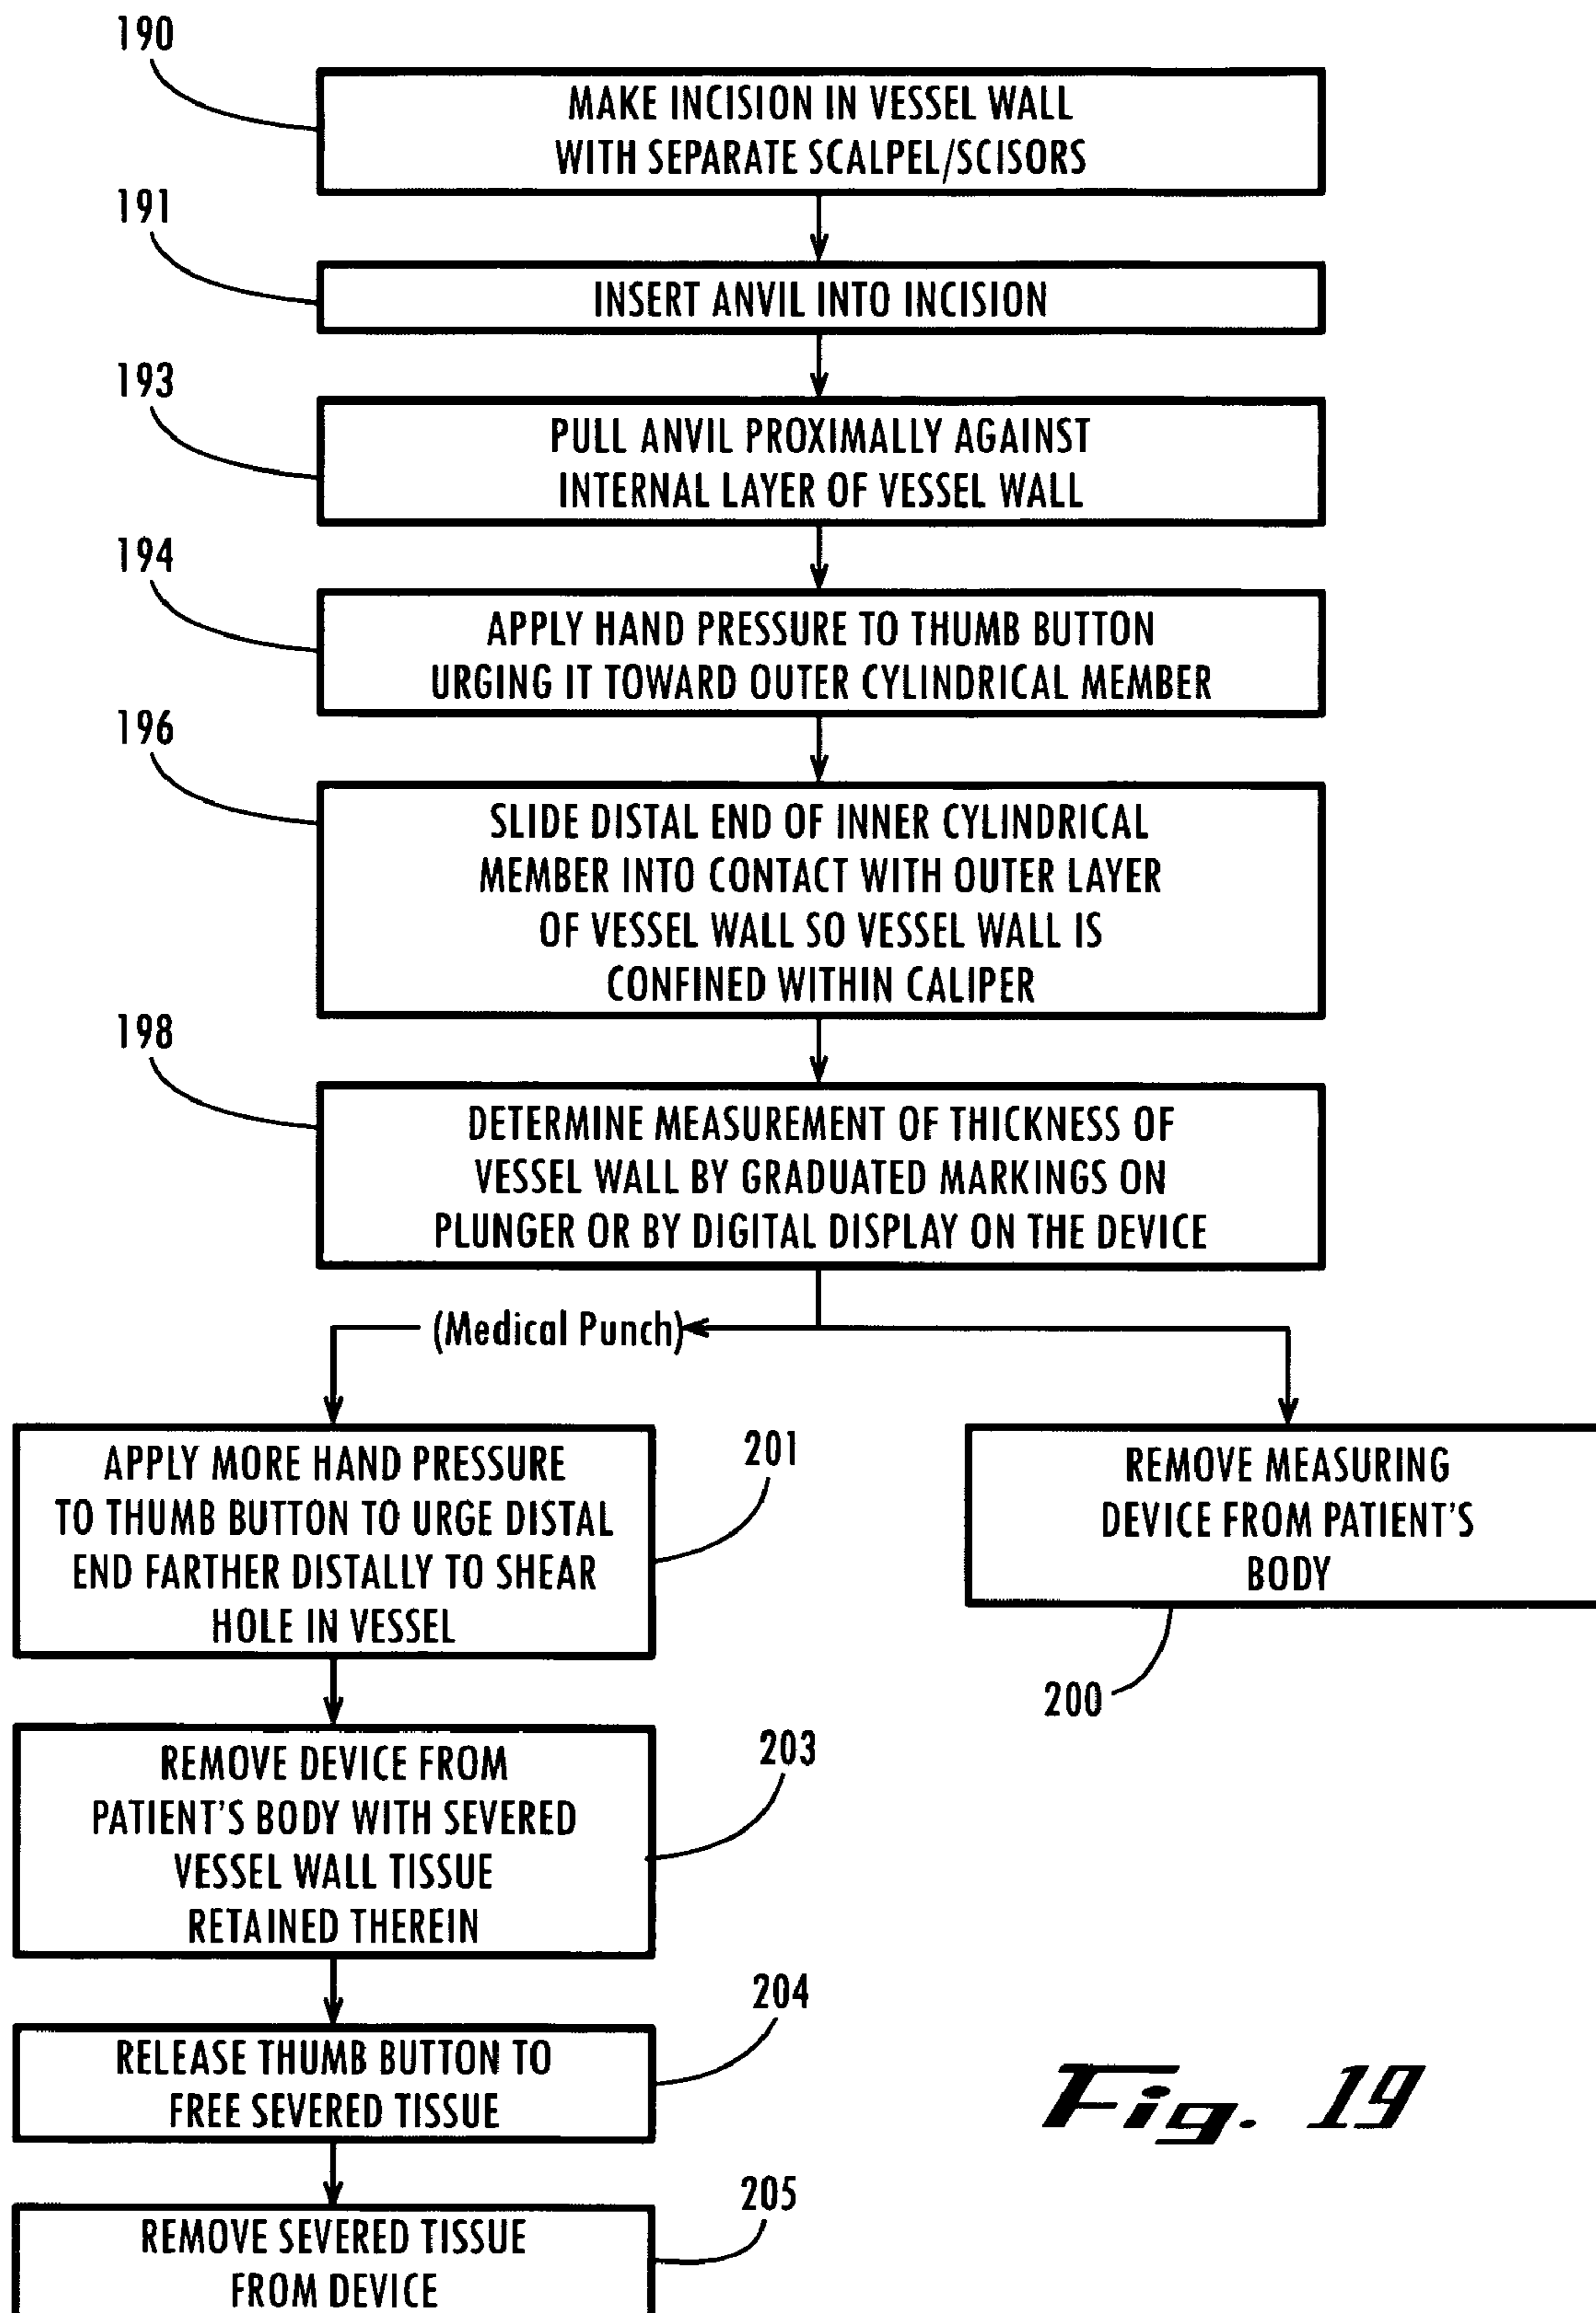 190
MAKE INCISION IN VESSEL WALL
WITH SEPARATE SCALPEL/SCISORS
191
INSERT ANVIL INTO INCISION
193
PULL ANVIL PROXIMALLY AGAINST
INTERNAL LAYER OF VESSEL WALL
194
APPLY HAND PRESSURE TO THUMB BUTTON
URGING IT TOWARD OUTER CYLINDRICAL MEMBER
196
SLIDE DISTAL END OF INNER CYLINDRICAL
MEMBER INTO CONTACT WITH OUTER LAYER
OF VESSEL WALL SO VESSEL WALL IS
CONFINED WITHIN CALIPER
198
DETERMINE MEASUREMENT OF THICKNESS OF
VESSEL WALL BY GRADUATED MARKINGS ON
PLUNGER OR BY DIGITAL DISPLAY ON THE DEVICE
(Medical Punch)
APPLY MORE HAND PRESSURE
TO THUMB BUTTON TO URGE DISTAL
END FARTHER DISTALLY TO SHEAR
HOLE IN VESSEL
201
REMOVE MEASURING
DEVICE FROM PATIENT'S
BODY
200
REMOVE DEVICE FROM
PATIENT'S BODY WITH SEVERED
VESSEL WALL TISSUE
RETAINED THEREIN
203
RELEASE THUMB BUTTON TO
FREE SEVERED TISSUE
204
REMOVE SEVERED TISSUE
FROM DEVICE
205
Fig. 19